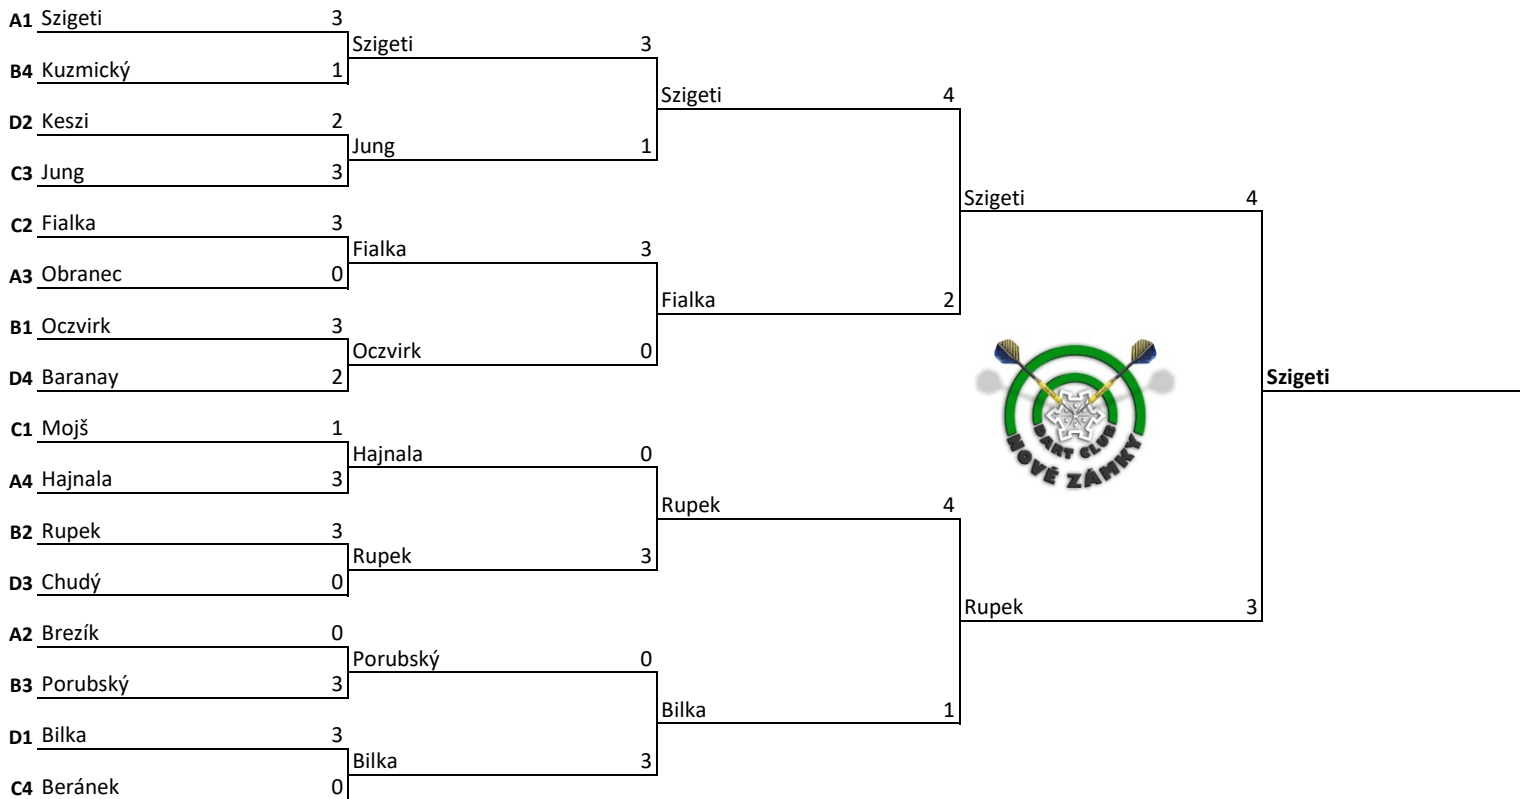 A1 Szigeti 3
Szigeti 3
B4 Kuzmický 1
Szigeti 4
D2 Keszi 2
Jung 1
C3 Jung 3
Szigeti 4
C2 Fialka 3
Fialka 3
A3 Obranec 0
Fialka 2
B1 Oczvirk 3
Oczvirk 0
D4 Baranay 2
Szigeti
C1 Mojš 1
DART CLUB
NOVÉ ZÁMKY
Hajnala 0
A4 Hajnala 3
Rupek 4
B2 Rupek 3
Rupek 3
D3 Chudý 0
Rupek 3
A2 Brezík 0
Porubský 0
B3 Porubský 3
Bilka 1
D1 Bilka 3
Bilka 3
C4 Beránek 0